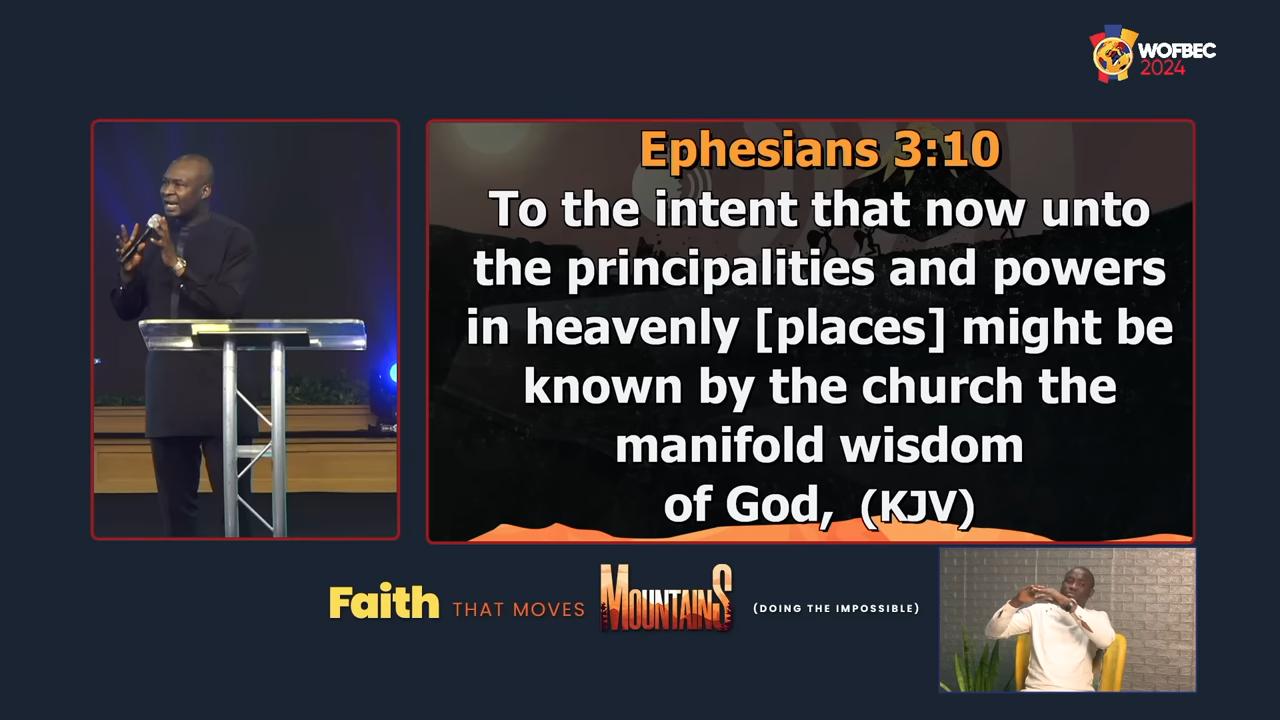 WOFBEC
2024
Ephesians 3:10
To the intent that now unto
the principalities and powers
in heavenly [places] might be
known by the church the
manifold wisdom
of God, (KJV)
Faith THAT MOVES MOUNTAINS (DOING THE IMPOSSIBLE)